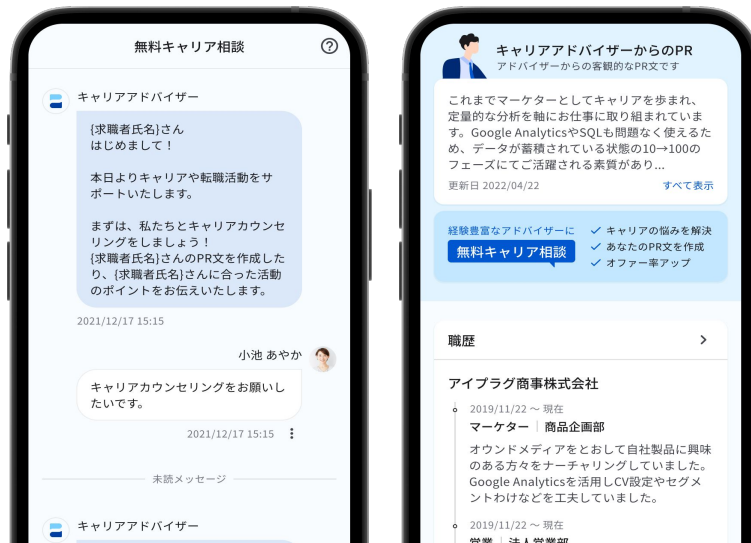 無料キャリア相談
キャリアアドバイザー
{求職者氏名}さん
はじめまして！
本日よりキャリアや転職活動をサ
ポートいたします。
まずは、私たちとキャリアカウンセ
リングをしましょう！
{求職者氏名}さんのPR文を作成した
り、{求職者氏名}さんに合った活動
のポイントをお伝えいたします。
2021/12/17 15:15
小池 あやか
キャリアカウンセリングをお願いし
たいです。
2021/12/17 15:15
未読メッセージ
キャリアアドバイザー
キャリアアドバイザーからのPR
アドバイザーからの客観的なPR文です
これまでマーケターとしてキャリアを歩まれ、
定量的な分析を軸にお仕事に取り組まれていま
す。Google AnalyticsやSQLも問題なく使えるた
め、データが蓄積されている状態の10→100の
フェーズにてご活躍される素質があり...
更新日 2022/04/22 すべて表示
経験豊富なアドバイザーに
無料キャリア相談
キャリアの悩みを解決
あなたのPR文を作成
オファー率アップ
職歴
アイプラグ商事株式会社
2019/11/22 ～ 現在
マーケター｜商品企画部
オウンドメディアをとおして自社製品に興味
のある方々をナーチャリングしていました。
Google Analyticsを活用しCV設定やセグメ
ントわけなどを工夫していました。
2019/11/22 ～ 現在
営業｜法人営業部